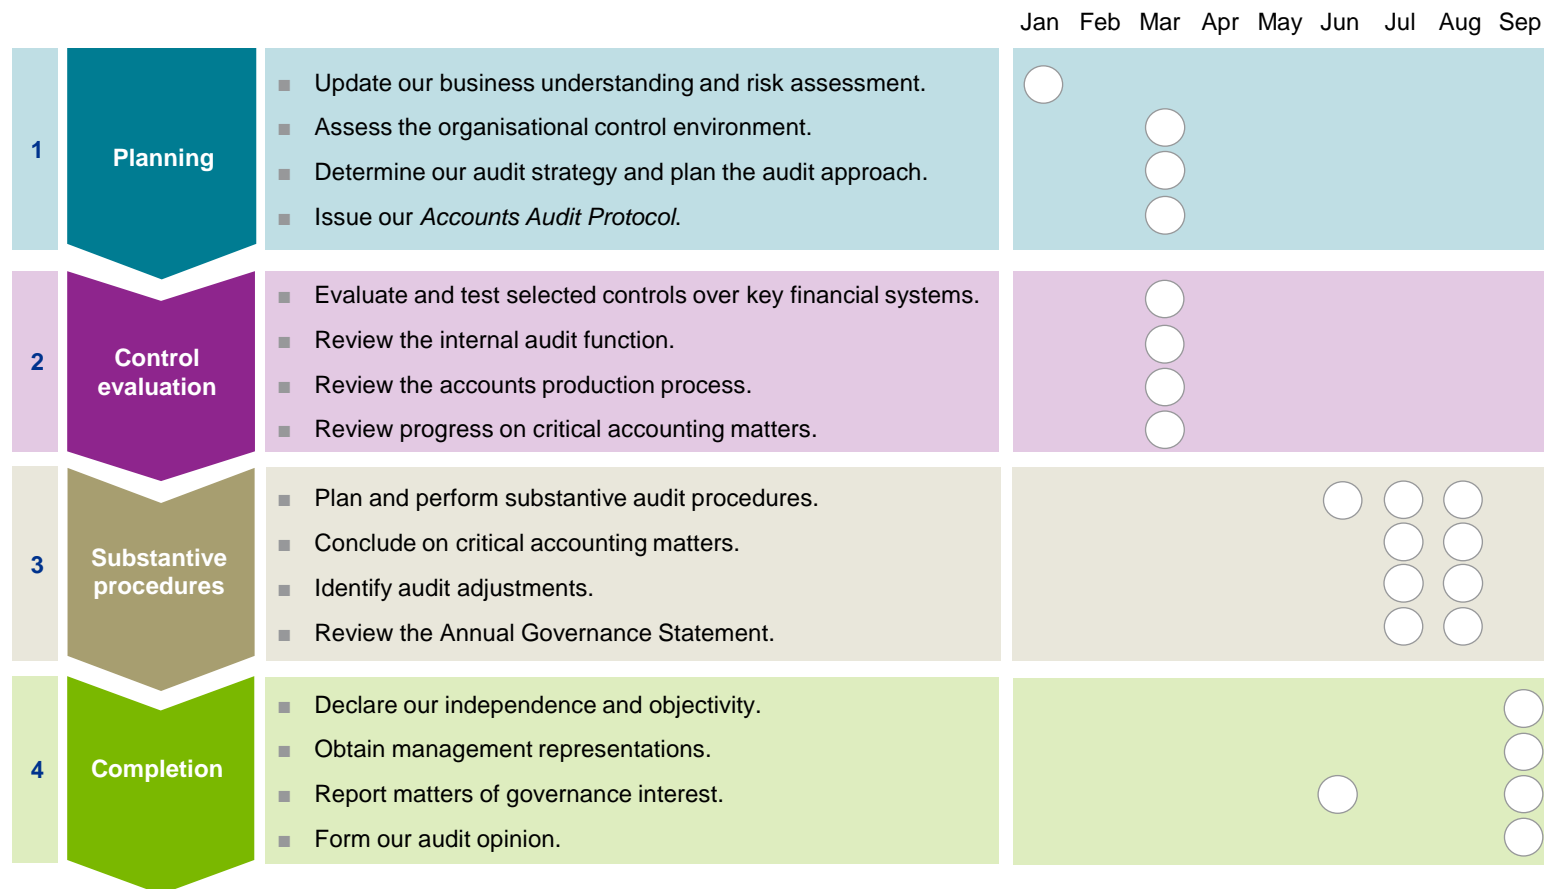 Jan Feb Mar Apr May Jun Jul Aug Sep
1
Planning
Update our business understanding and risk assessment.
Assess the organisational control environment.
Determine our audit strategy and plan the audit approach.
Issue our Accounts Audit Protocol.
2
Control
evaluation
Evaluate and test selected controls over key financial systems.
Review the internal audit function.
Review the accounts production process.
Review progress on critical accounting matters.
3
Substantive
procedures
Plan and perform substantive audit procedures.
Conclude on critical accounting matters.
Identify audit adjustments.
Review the Annual Governance Statement.
4
Completion
Declare our independence and objectivity.
Obtain management representations.
Report matters of governance interest.
Form our audit opinion.